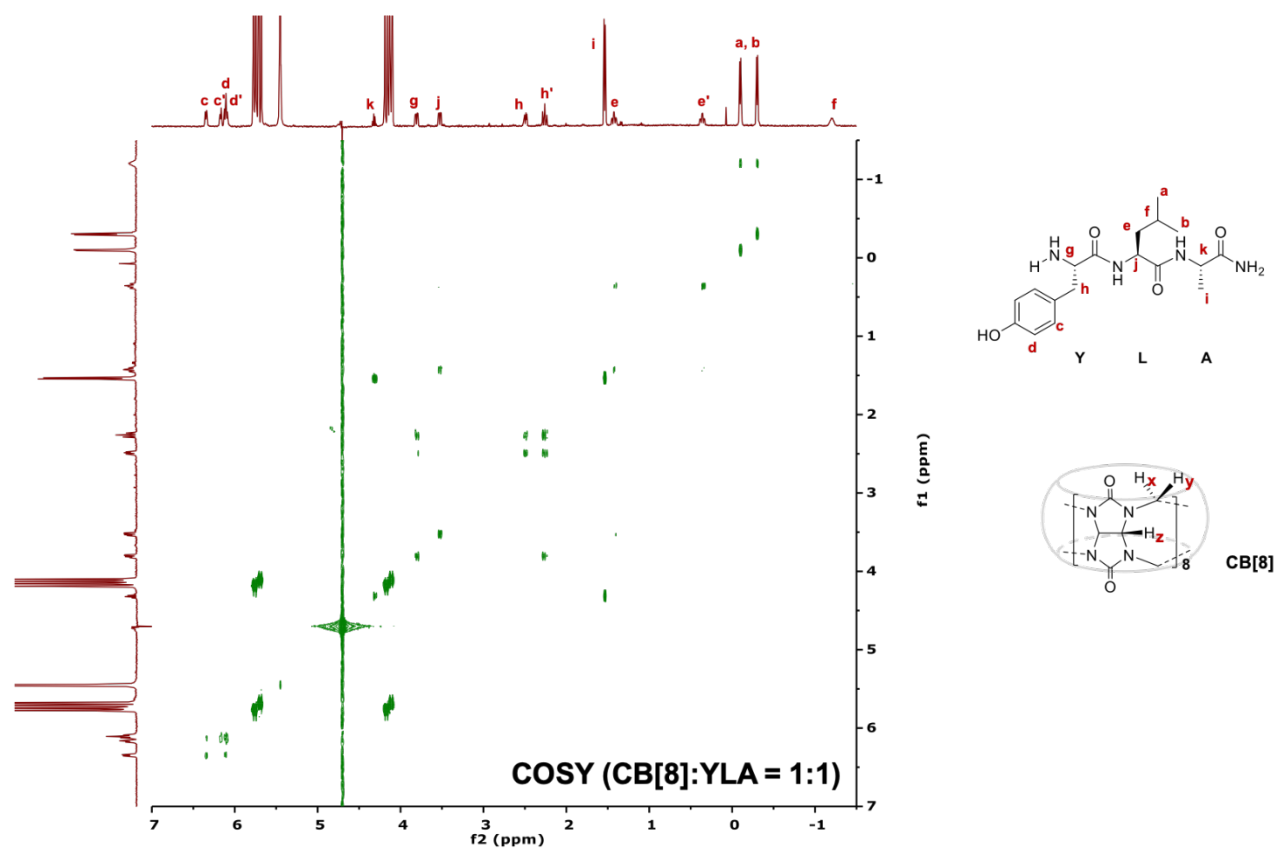 a, b
i
d
c c' d' k g j h h' e e' f
-1
0
1
2
3
4
5
6
7
f1 (ppm)
COSY (CB[8]:YLA = 1:1)
7 6 5 4 3 2 1 0 -1
f2 (ppm)
a
f
b
e
H
N
H
g
O
N
H
j
O
H
N
k
O
NH2
h
i
HO
c
d
Y L A
O
Hx Hy
N N N
Hz
N N N
8
O
CB[8]